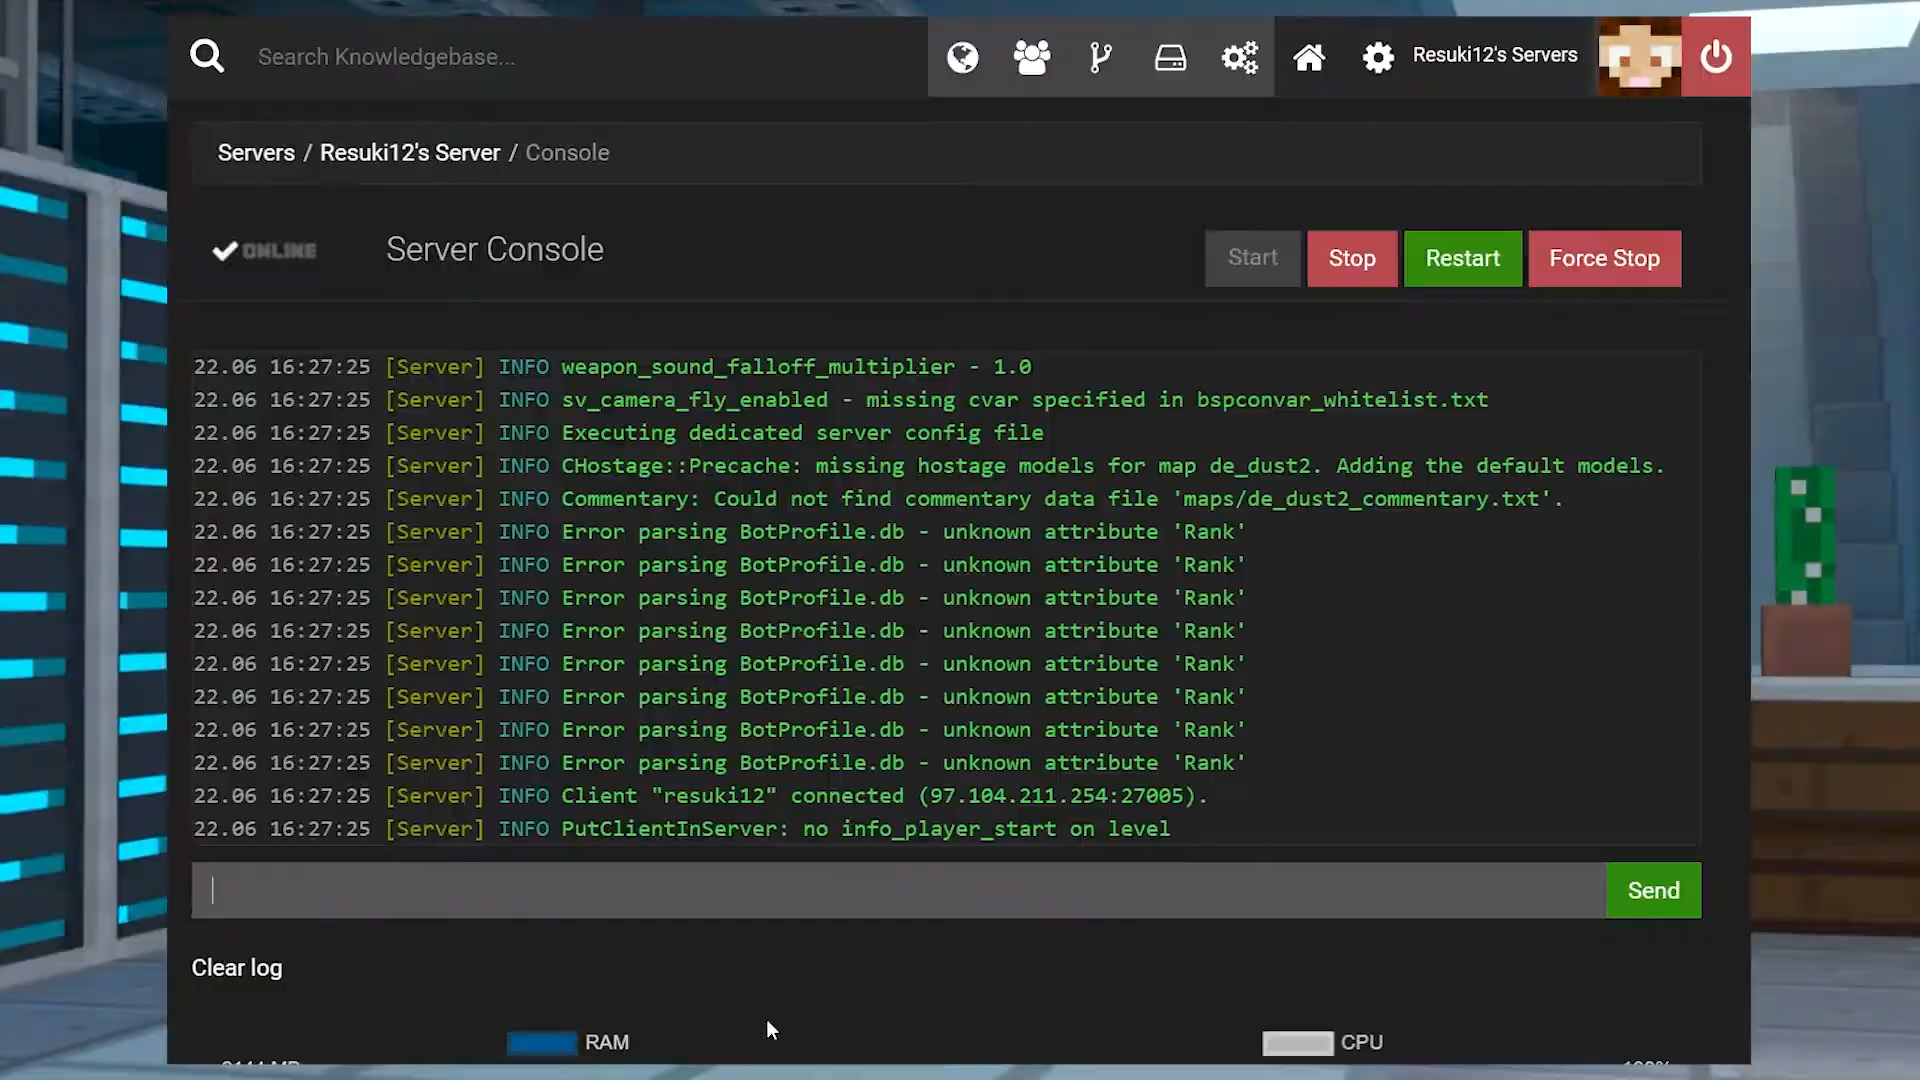 Search Knowledgebase...
Resuki12's Servers
Servers / Resuki12's Server / Console
ONLINE
Server Console
Start
Stop
Restart
Force Stop
22.06 16:27:25 [Server] INFO weapon_sound_falloff_multiplier - 1.0
22.06 16:27:25 [Server] INFO sv_camera_fly_enabled - missing cvar specified in bspconvar_whitelist.txt
22.06 16:27:25 [Server] INFO Executing dedicated server config file
22.06 16:27:25 [Server] INFO CHostage::Precache: missing hostage models for map de_dust2. Adding the default models.
22.06 16:27:25 [Server] INFO Commentary: Could not find commentary data file 'maps/de_dust2_commentary.txt'.
22.06 16:27:25 [Server] INFO Error parsing BotProfile.db - unknown attribute 'Rank'
22.06 16:27:25 [Server] INFO Error parsing BotProfile.db - unknown attribute 'Rank'
22.06 16:27:25 [Server] INFO Error parsing BotProfile.db - unknown attribute 'Rank'
22.06 16:27:25 [Server] INFO Error parsing BotProfile.db - unknown attribute 'Rank'
22.06 16:27:25 [Server] INFO Error parsing BotProfile.db - unknown attribute 'Rank'
22.06 16:27:25 [Server] INFO Error parsing BotProfile.db - unknown attribute 'Rank'
22.06 16:27:25 [Server] INFO Error parsing BotProfile.db - unknown attribute 'Rank'
22.06 16:27:25 [Server] INFO Error parsing BotProfile.db - unknown attribute 'Rank'
22.06 16:27:25 [Server] INFO Client "resuki12" connected (97.104.211.254:27005).
22.06 16:27:25 [Server] INFO PutClientInServer: no info_player_start on level
Send
Clear log
RAM
CPU